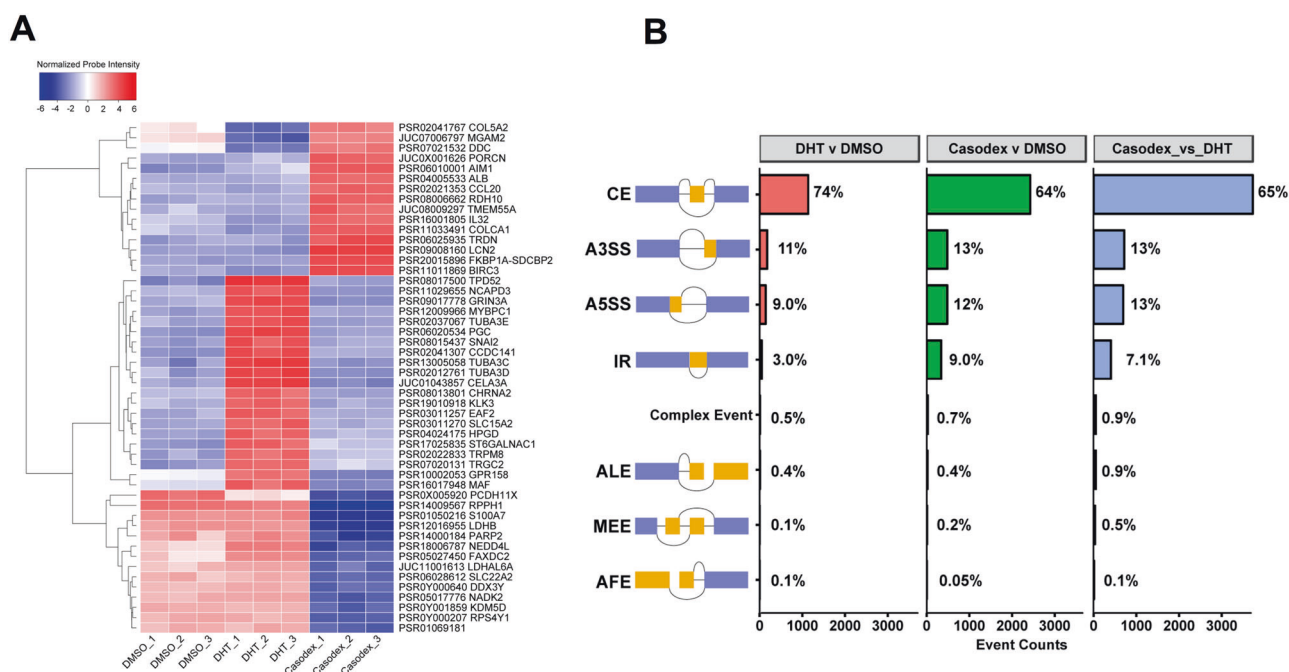 A
Normalized Probe Intensity
-6 -4 -2 0 2 4 6
PSR02041767 COL5A2
JUC07006797 MGAM2
PSR07021532 DDC
JUC0X001626 PORCN
PSR06010001 AIM1
PSR04005533 ALB
PSR02021353 CCL20
PSR08006662 RDH10
JUC08009297 TMEM55A
PSR16001805 IL32
PSR11033491 COLCA1
PSR06025935 TRDN
PSR09008160 LCN2
PSR20015896 FKBP1A-SDCBP2
PSR11011869 BIRC3
PSR08017500 TPD52
PSR11029655 NCAPD3
PSR09017778 GRIN3A
PSR12009966 MYBPC1
PSR02037067 TUBA3E
PSR06020534 PGC
PSR08015437 SNAI2
PSR02041307 CCDC141
PSR13005058 TUBA3C
PSR02012761 TUBA3D
JUC01043857 CELA3A
PSR08013801 CHRNA2
PSR19010918 KLK3
PSR03011257 EAF2
PSR03011270 SLC15A2
PSR04024175 HPGD
PSR17025835 ST6GALNAC1
PSR02022833 TRPM8
PSR07020131 TRGC2
PSR10002053 GPR158
PSR16017948 MAF
PSR0X005920 PCDH11X
PSR14009567 RPPH1
PSR01050216 S100A7
PSR12016955 LDHB
PSR14000184 PARP2
PSR18006787 NEDD4L
PSR05027450 FAXDC2
JUC11001613 LDHAL6A
PSR06028612 SLC22A2
PSR0Y000640 DDX3Y
PSR05017776 NADK2
PSR0Y001859 KDM5D
PSR0Y000207 RPS4Y1
PSR01069181
DMSO_1 DMSO_2 DMSO_3 DHT_1 DHT_2 DHT_3 Casodex_1 Casodex_2 Casodex_3
B
DHT v DMSO Casodex v DMSO Casodex_vs_DHT
CE 74% 64% 65%
A3SS 11% 13% 13%
A5SS 9.0% 12% 13%
IR 3.0% 9.0% 7.1%
Complex Event 0.5% 0.7% 0.9%
ALE 0.4% 0.4% 0.9%
MEE 0.1% 0.2% 0.5%
AFE 0.1% 0.05% 0.1%
0 1000 2000 3000 0 1000 2000 3000 0 1000 2000 3000
Event Counts